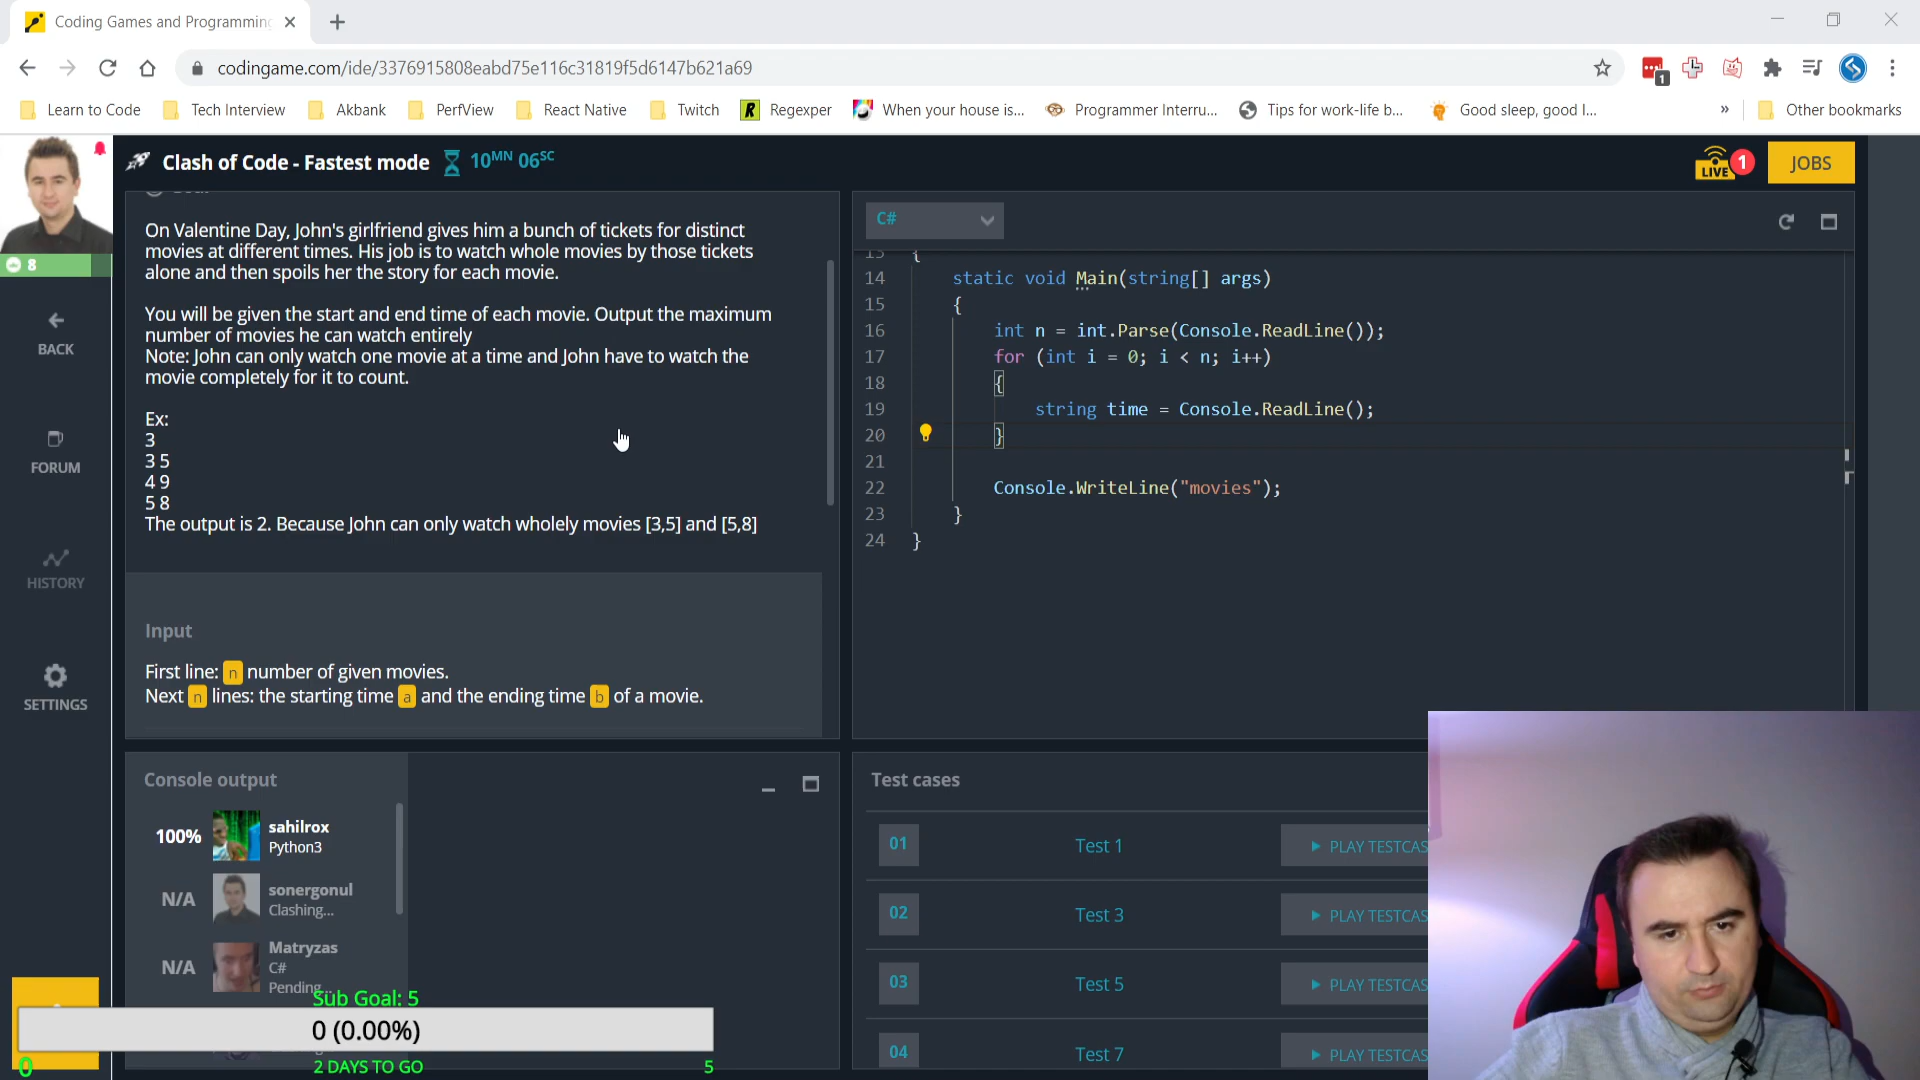 Coding Games and Programming
codingame.com/ide/3376915808eabd75e116c31819f5d6147b621a69
1
Learn to Code
Tech Interview
Akbank
PerfView
React Native
Twitch
R
Regexper
When your house is...
Programmer Interru...
Tips for work-life b...
Good sleep, good l...
»
Other bookmarks
8
BACK
FORUM
HISTORY
SETTINGS
Clash of Code - Fastest mode
10MN 06SC
LIVE
1
JOBS
On Valentine Day, John's girlfriend gives him a bunch of tickets for distinct
movies at different times. His job is to watch whole movies by those tickets
alone and then spoils her the story for each movie.
You will be given the start and end time of each movie. Output the maximum
number of movies he can watch entirely
Note: John can only watch one movie at a time and John have to watch the
movie completely for it to count.
Ex:
3
3 5
4 9
5 8
The output is 2. Because John can only watch wholely movies [3,5] and [5,8]
Input
First line: n number of given movies.
Next n lines: the starting time a and the ending time b of a movie.
C#
13 {
14 static void Main(string[] args)
15 {
16 int n = int.Parse(Console.ReadLine());
17 for (int i = 0; i < n; i++)
18 {
19 string time = Console.ReadLine();
20 }
21
22 Console.WriteLine("movies");
23 }
24 }
Console output
100%
sahilrox
Python3
N/A
sonergonul
Clashing...
N/A
Matryzas
C#
Pending...
Sub Goal: 5
0 (0.00%)
0
2 DAYS TO GO
5
Test cases
01
Test 1
PLAY TESTCAS
02
Test 3
PLAY TESTCAS
03
Test 5
PLAY TESTCAS
04
Test 7
PLAY TESTCAS